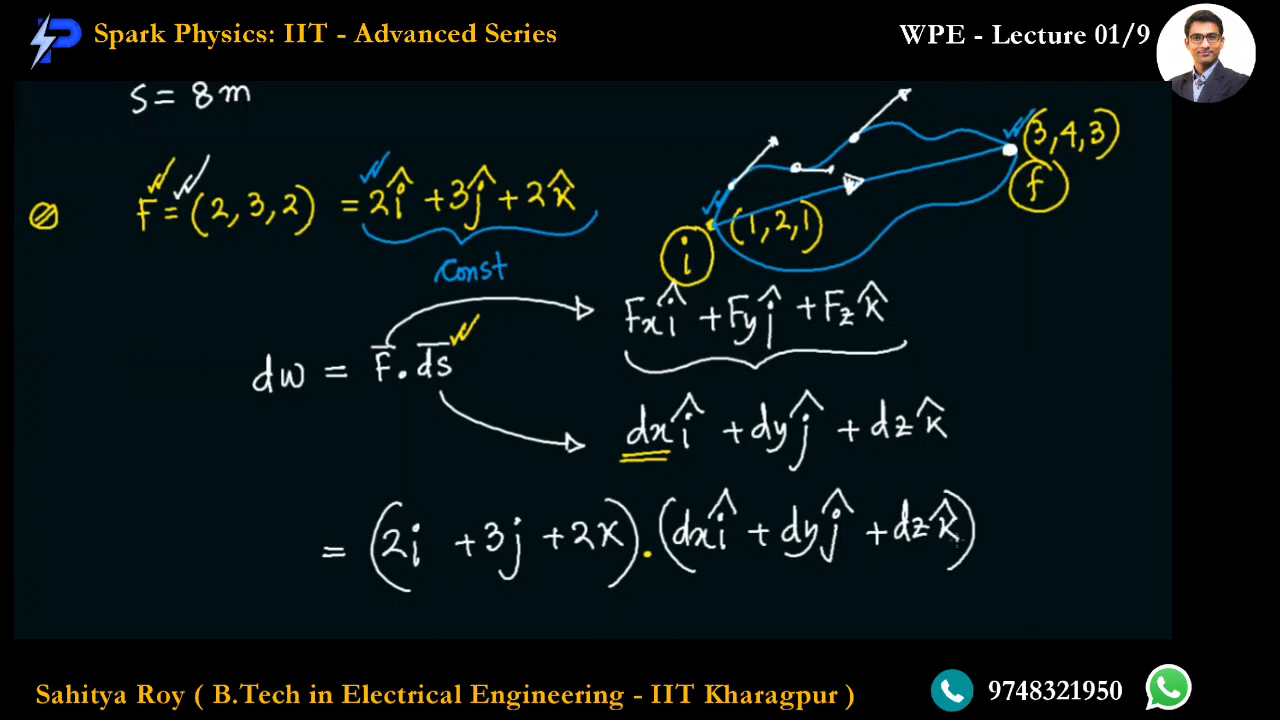 Spark Physics: IIT - Advanced Series
WPE - Lecture 01/9
S = 8m
F = (2, 3, 2) = 2î + 3ĵ + 2k̂
Const
(3, 4, 3)
f
(1, 2, 1)
i
Fxî + Fyĵ + Fzk̂
dw = F̅ . d̅s̅
dxî + dyĵ + dzk̂
= (2i + 3j + 2k) . (dxî + dyĵ + dzk̂)
Sahitya Roy ( B.Tech in Electrical Engineering - IIT Kharagpur )
9748321950